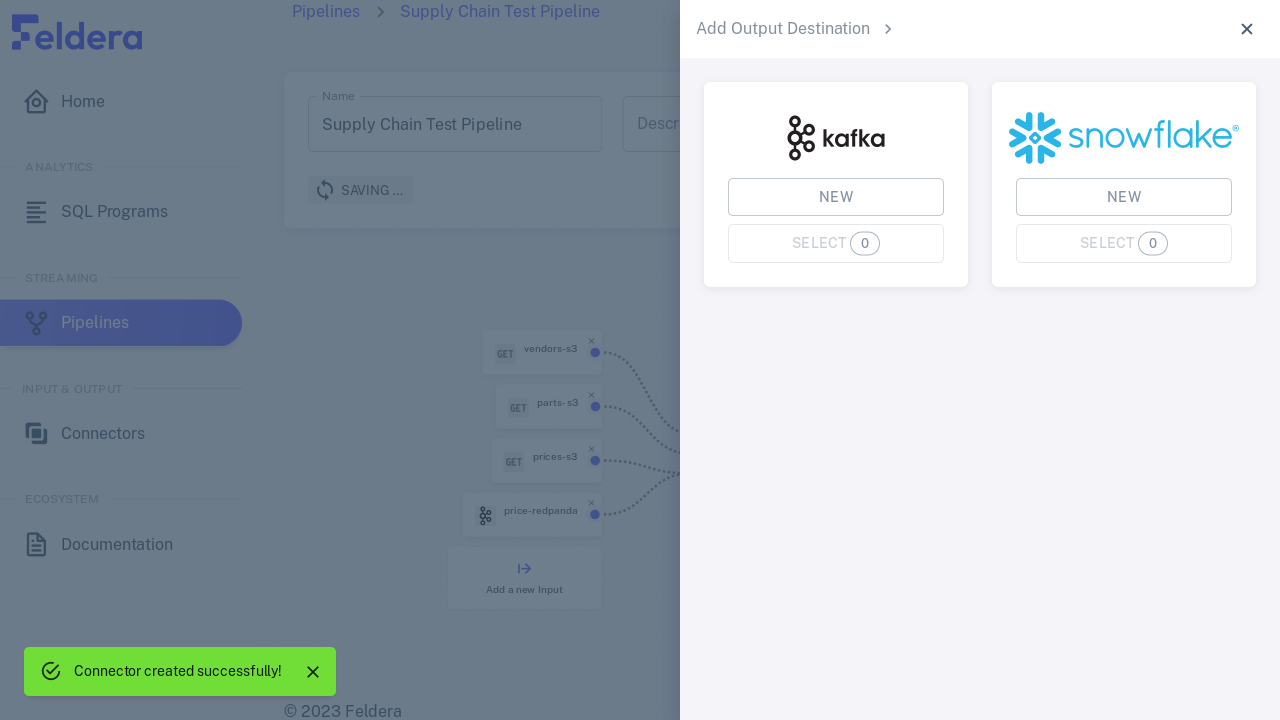 Feldera
Home
ANALYTICS
SQL Programs
STREAMING
Pipelines
INPUT & OUTPUT
Connectors
ECOSYSTEM
Documentation
Pipelines
Supply Chain Test Pipeline
Name
Supply Chain Test Pipeline
Descr
SAVING ...
GET
vendors-s3
GET
parts-s3
GET
prices-s3
price-redpanda
Add a new Input
Connector created successfully!
© 2023 Feldera
Add Output Destination
kafka
NEW
SELECT 0
snowflake®
NEW
SELECT 0